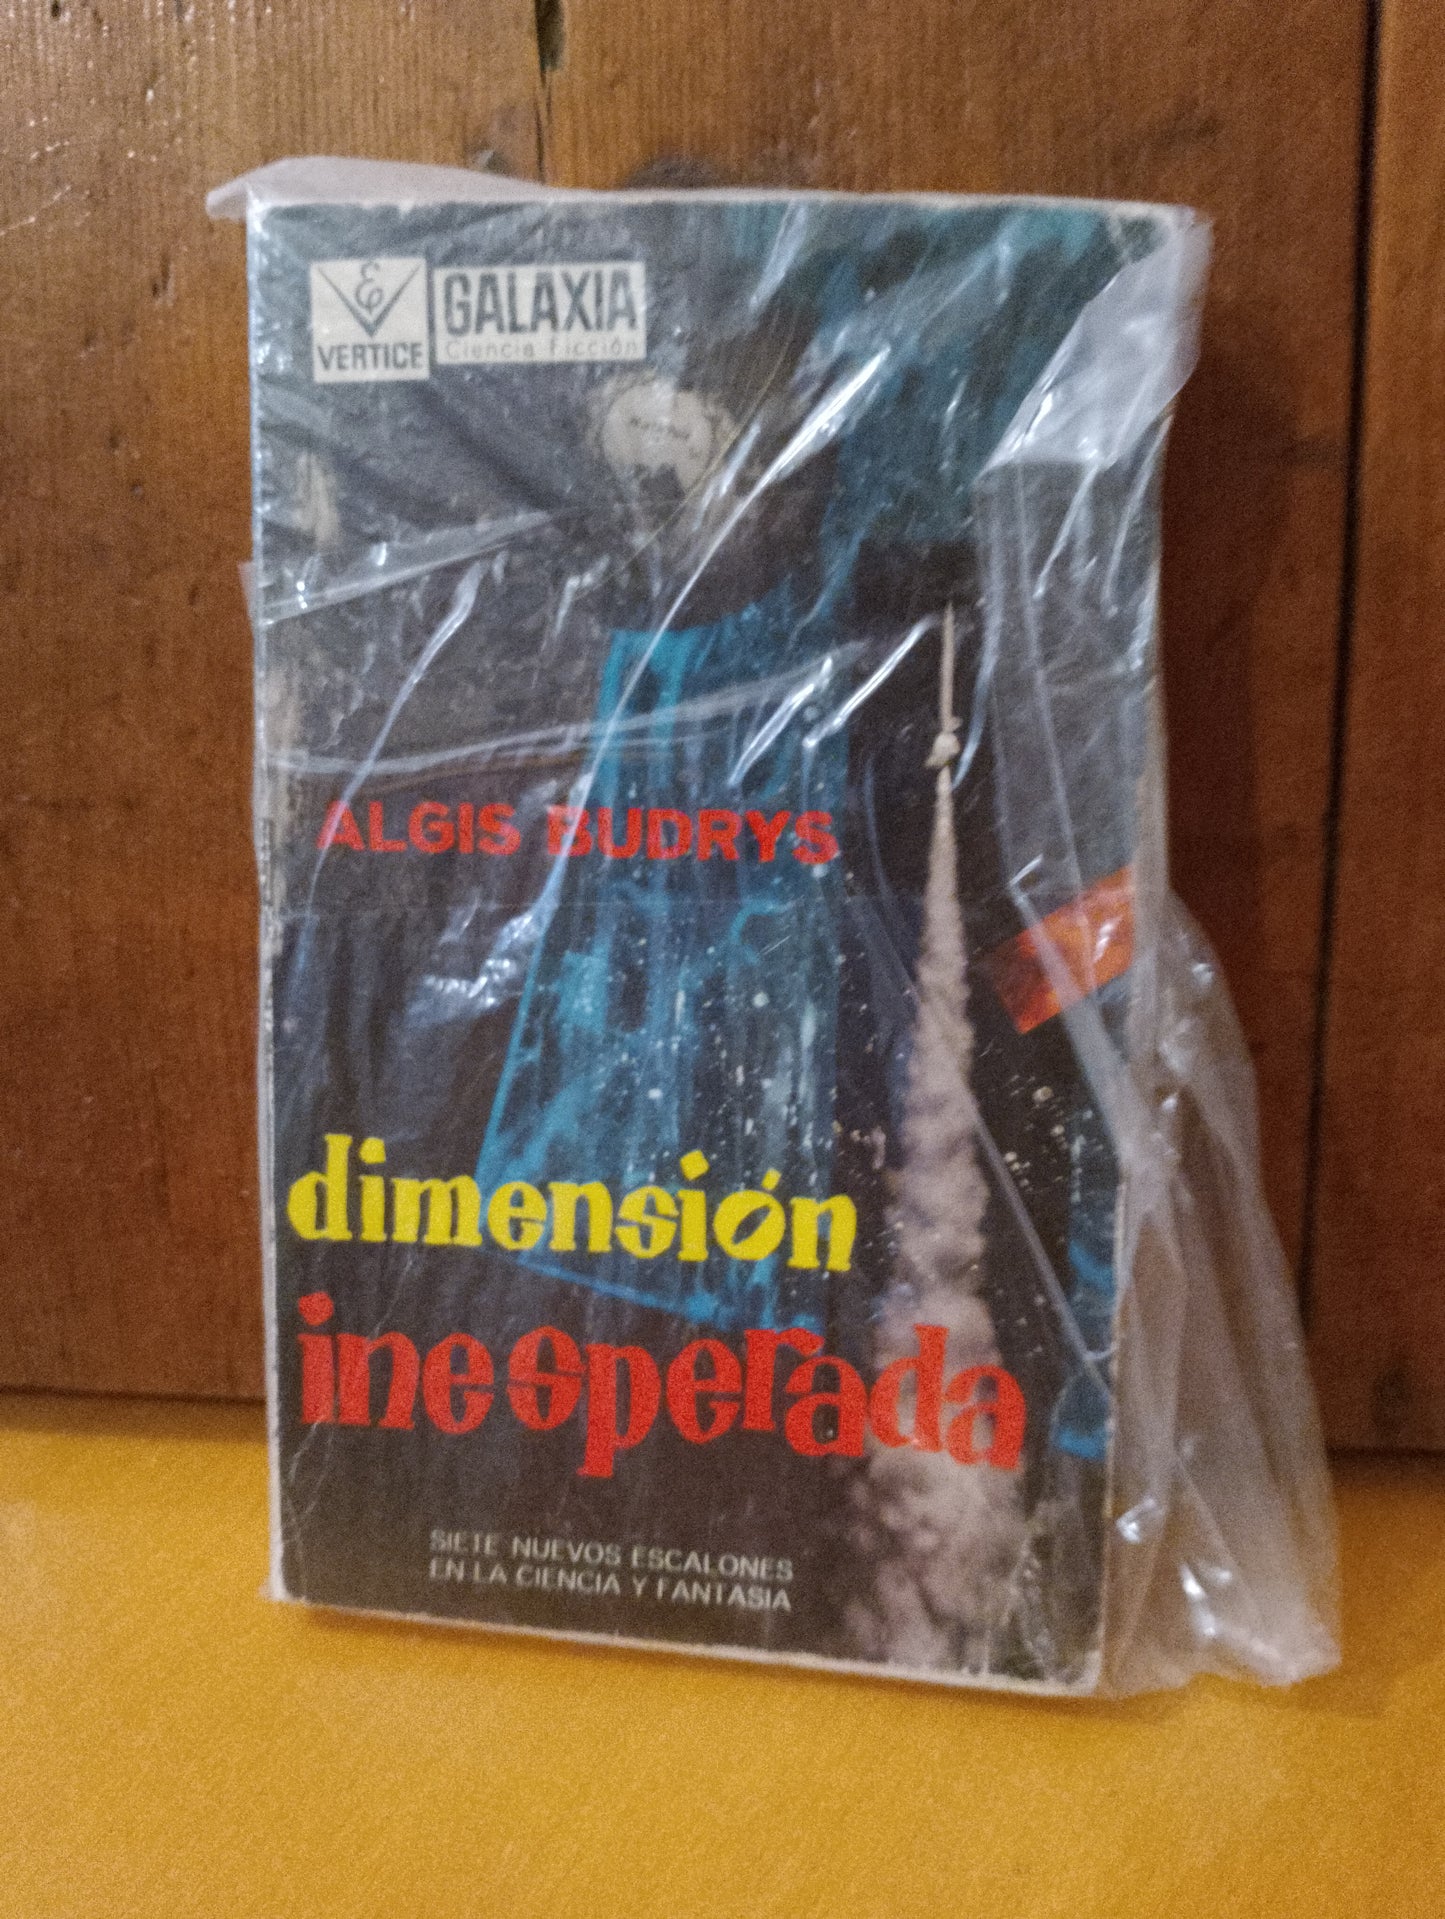 VERTICE
GALAXIA
Ciencia Ficción
ALGIS BUDRYS
dimensión
inesperada
SIETE NUEVOS ESCALONES
EN LA CIENCIA Y FANTASIA